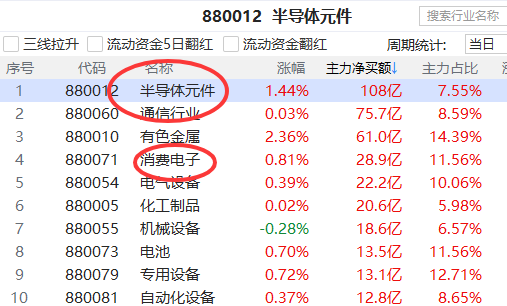 880012 半导体元件
搜索行业名称
三线拉升 流动资金5日翻红 流动资金翻红 周期统计： 当日
序号 代码 名称 涨幅 主力净买额↓ 主力占比
1 880012 半导体元件 1.44% 108亿 7.55%
2 880060 通信行业 0.03% 75.7亿 8.59%
3 880010 有色金属 2.36% 61.0亿 14.39%
4 880071 消费电子 0.81% 28.9亿 11.56%
5 880054 电气设备 0.39% 22.2亿 10.06%
6 880005 化工制品 0.02% 20.6亿 5.98%
7 880055 机械设备 -0.28% 18.6亿 6.57%
8 880073 电池 0.70% 13.5亿 11.56%
9 880079 专用设备 0.72% 13.1亿 12.71%
10 880081 自动化设备 0.37% 12.8亿 8.65%